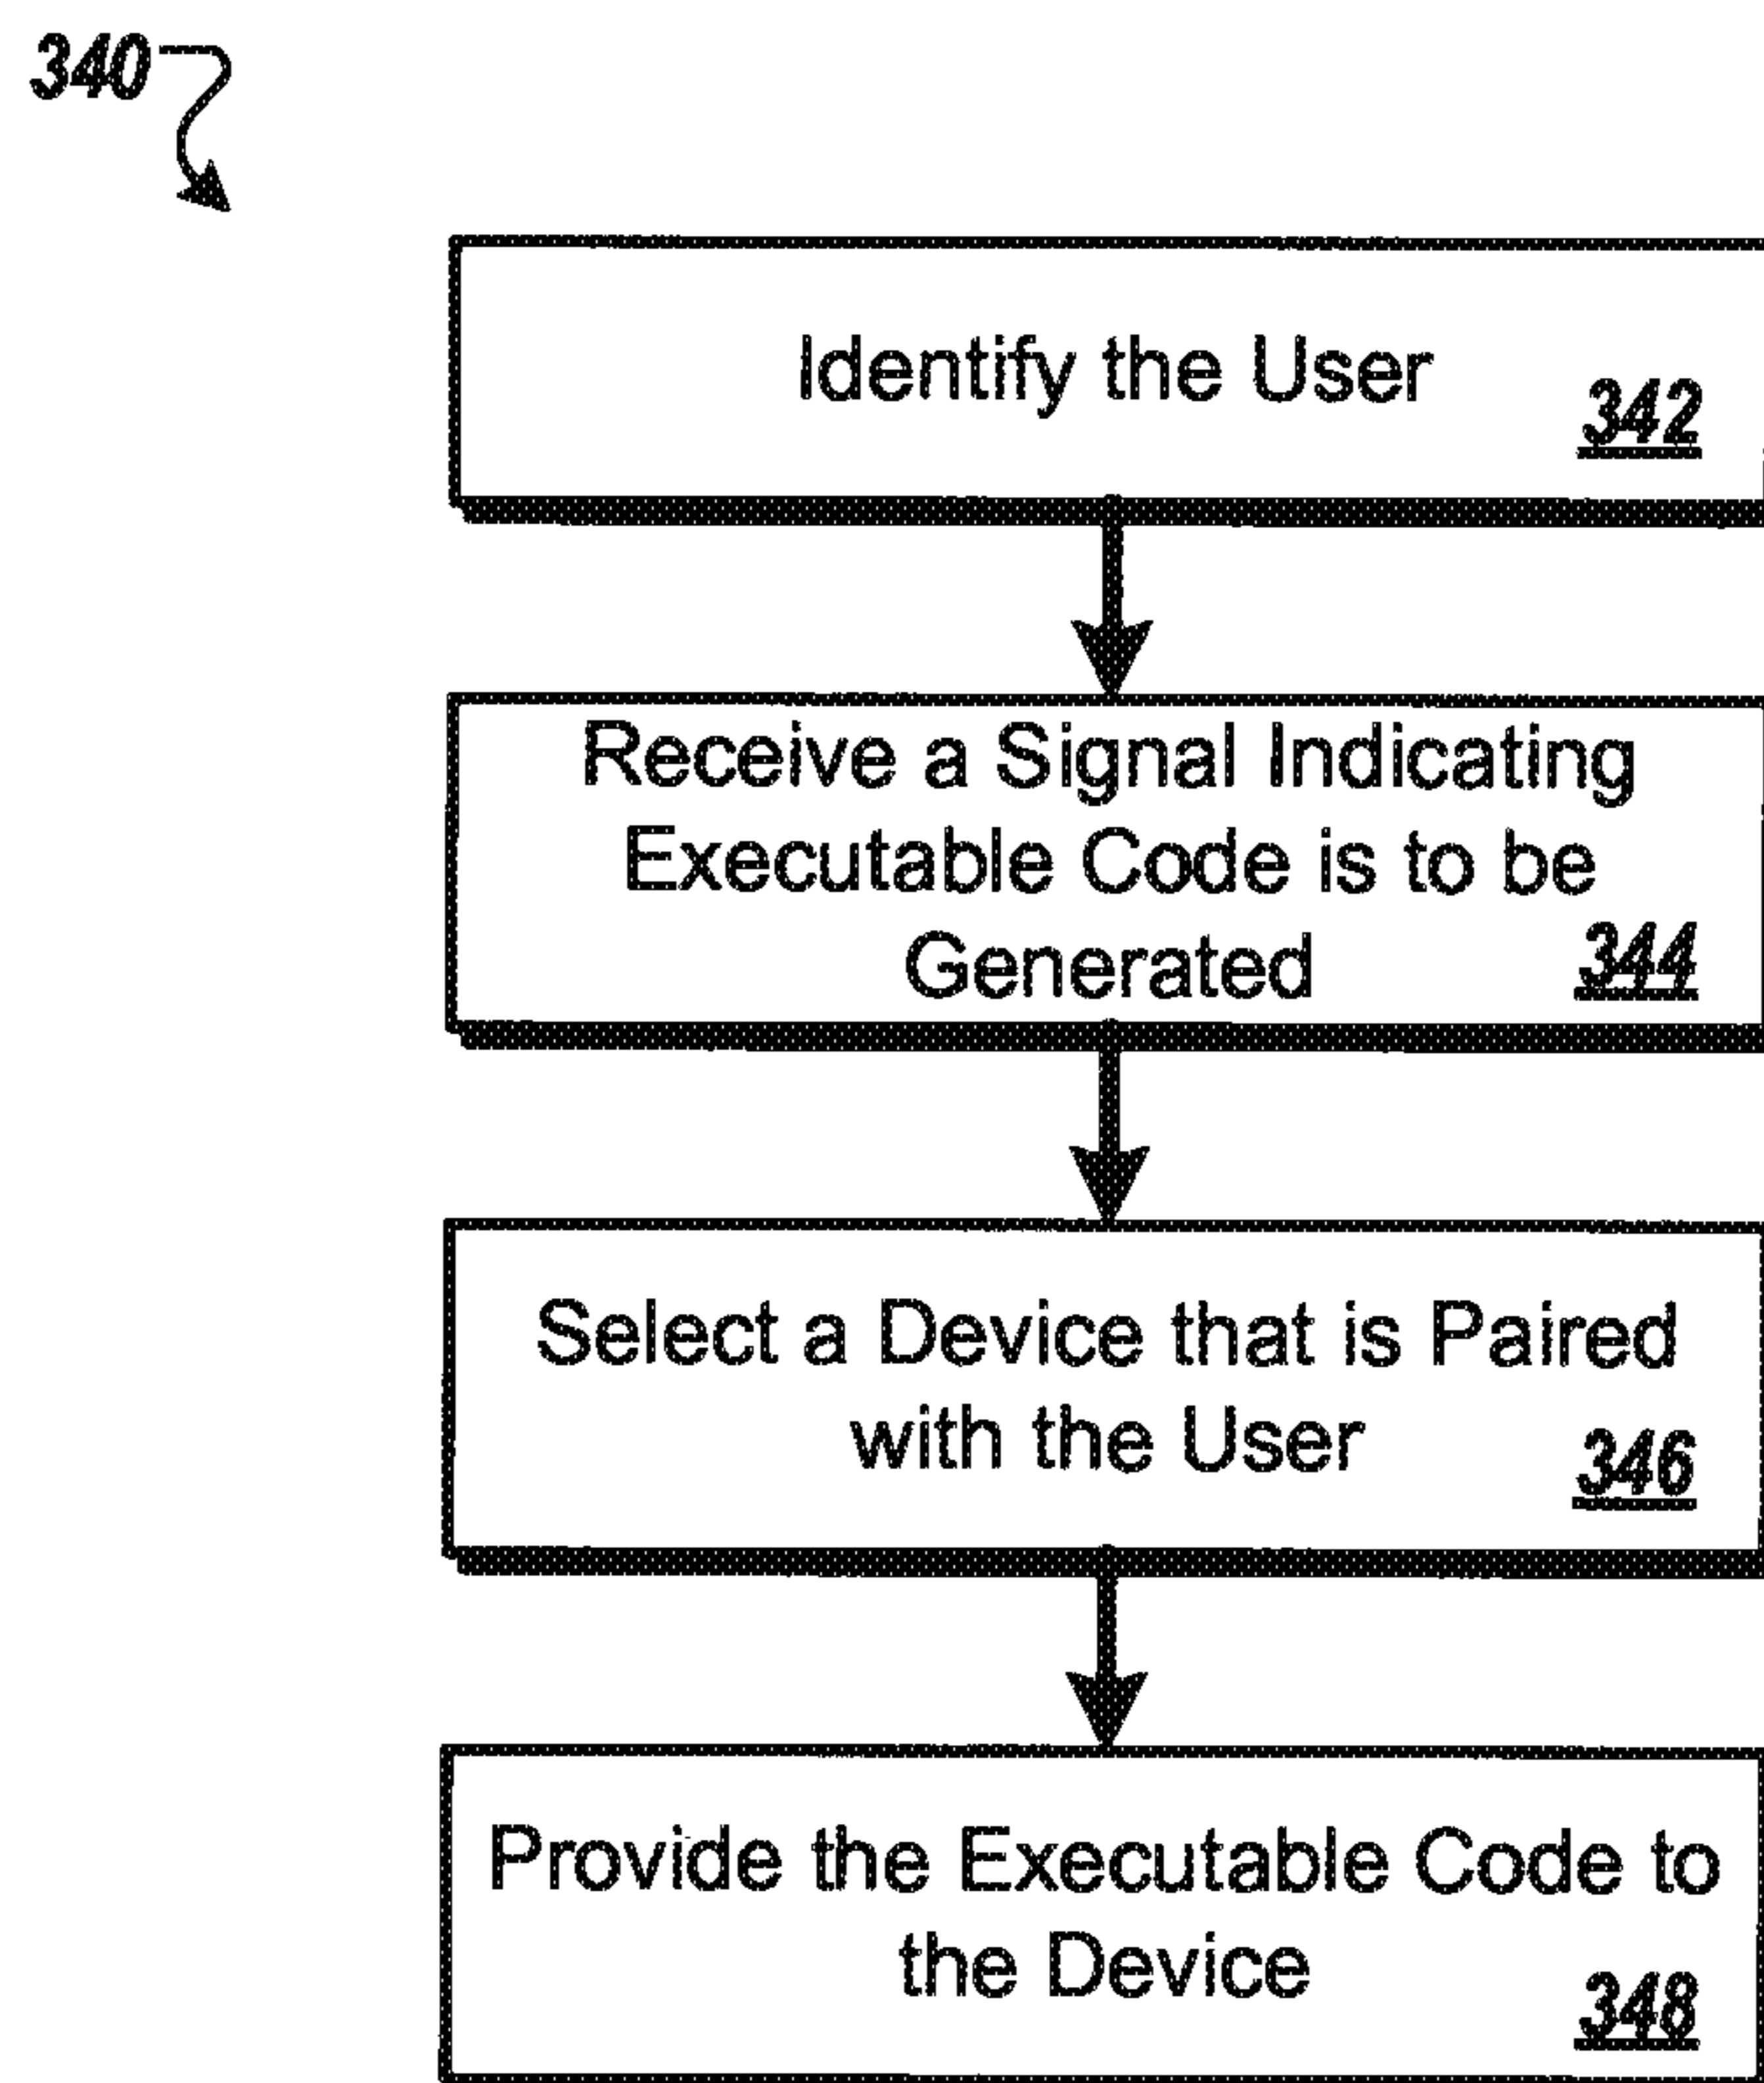 340
Identify the User
342
Receive a Signal Indicating
Executable Code is to be
Generated
344
Select a Device that is Paired
with the User
346
Provide the Executable Code to
the Device
348